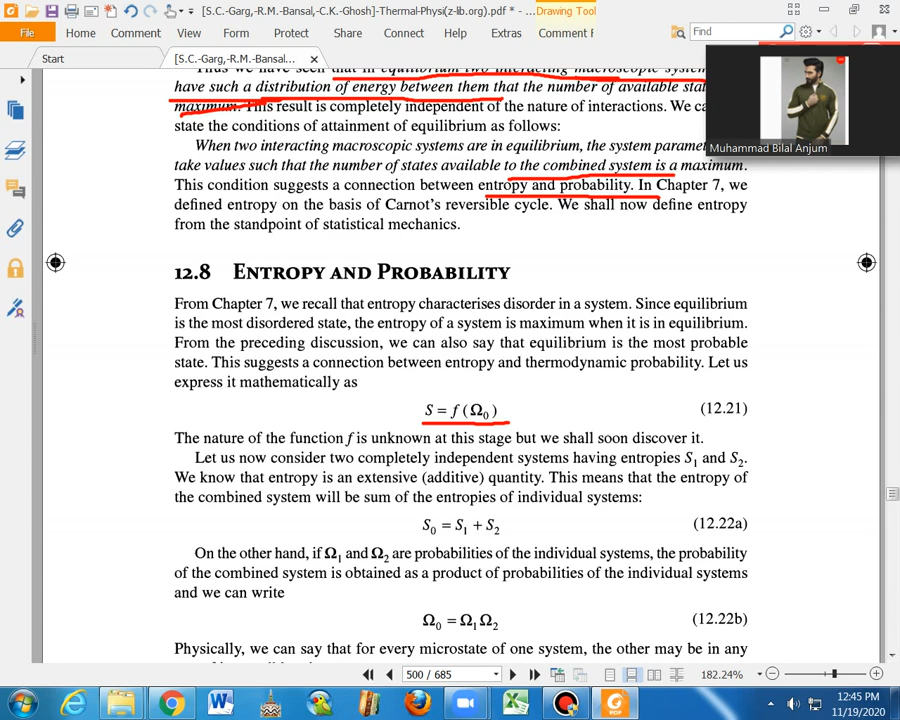 [S.C.-Garg,-R.M.-Bansal,-C.K.-Ghosh]-Thermal-Physi(z-lib.org).pdf * - ...
Drawing Tool
File Home Comment View Form Protect Share Connect Help Extras Comment F Find
Start [S.C.-Garg,-R.M.-Bansal...
Thus we have seen that in equilibrium two interacting macroscopic system
have such a distribution of energy between them that the number of available sta
maximum. This result is completely independent of the nature of interactions. We ca
state the conditions of attainment of equilibrium as follows:
When two interacting macroscopic systems are in equilibrium, the system paramet
Muhammad Bilal Anjum
take values such that the number of states available to the combined system is a maximum.
This condition suggests a connection between entropy and probability. In Chapter 7, we
defined entropy on the basis of Carnot's reversible cycle. We shall now define entropy
from the standpoint of statistical mechanics.
12.8 ENTROPY AND PROBABILITY
From Chapter 7, we recall that entropy characterises disorder in a system. Since equilibrium
is the most disordered state, the entropy of a system is maximum when it is in equilibrium.
From the preceding discussion, we can also say that equilibrium is the most probable
state. This suggests a connection between entropy and thermodynamic probability. Let us
express it mathematically as
S = f (Ω₀) (12.21)
The nature of the function f is unknown at this stage but we shall soon discover it.
Let us now consider two completely independent systems having entropies S₁ and S₂.
We know that entropy is an extensive (additive) quantity. This means that the entropy of
the combined system will be sum of the entropies of individual systems:
S₀ = S₁ + S₂ (12.22a)
On the other hand, if Ω₁ and Ω₂ are probabilities of the individual systems, the probability
of the combined system is obtained as a product of probabilities of the individual systems
and we can write
Ω₀ = Ω₁ Ω₂ (12.22b)
Physically, we can say that for every microstate of one system, the other may be in any
500 / 685 182.24%
12:45 PM
11/19/2020